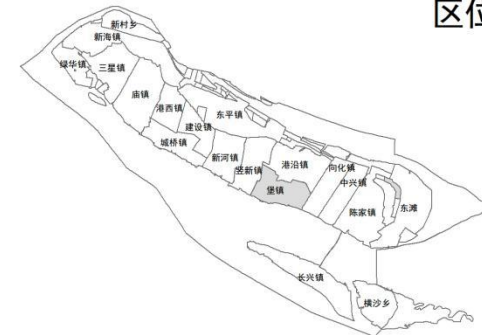 区位
新村乡
新海镇
绿华镇
三星镇
庙镇
港西镇
东平镇
建设镇
城桥镇
新河镇
竖新镇
港沿镇
堡镇
向化镇
中兴镇
陈家镇
东滩
长兴镇
横沙乡